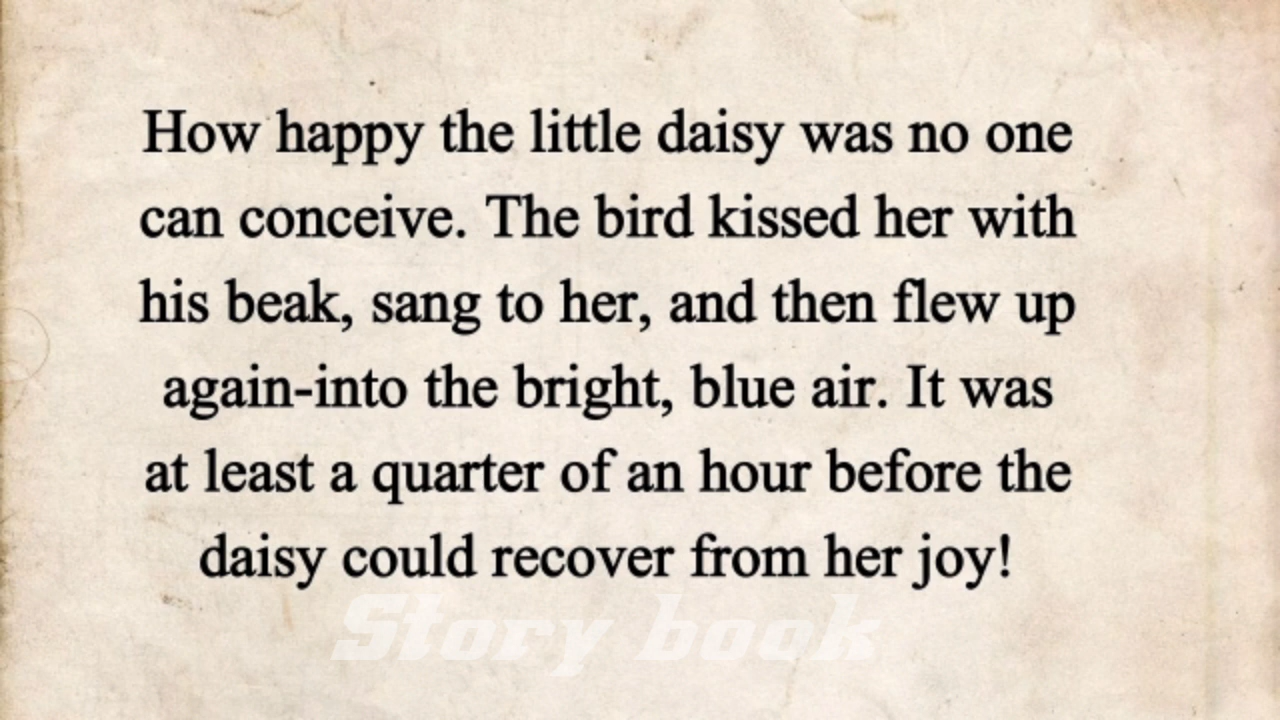 How happy the little daisy was no one
can conceive. The bird kissed her with
his beak, sang to her, and then flew up
again-into the bright, blue air. It was
at least a quarter of an hour before the
daisy could recover from her joy!
Story book